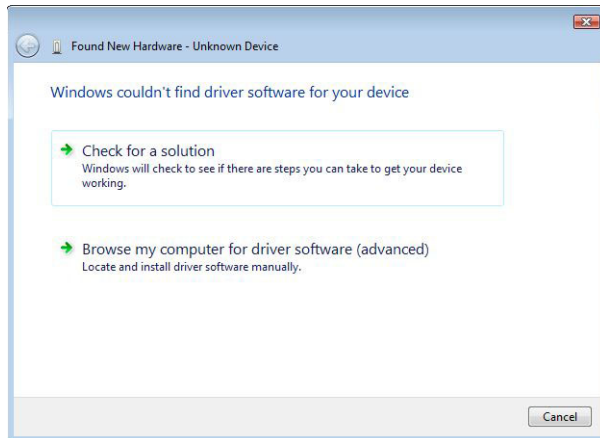 Found New Hardware - Unknown Device
Windows couldn't find driver software for your device
Check for a solution
Windows will check to see if there are steps you can take to get your device
working.
Browse my computer for driver software (advanced)
Locate and install driver software manually.
Cancel